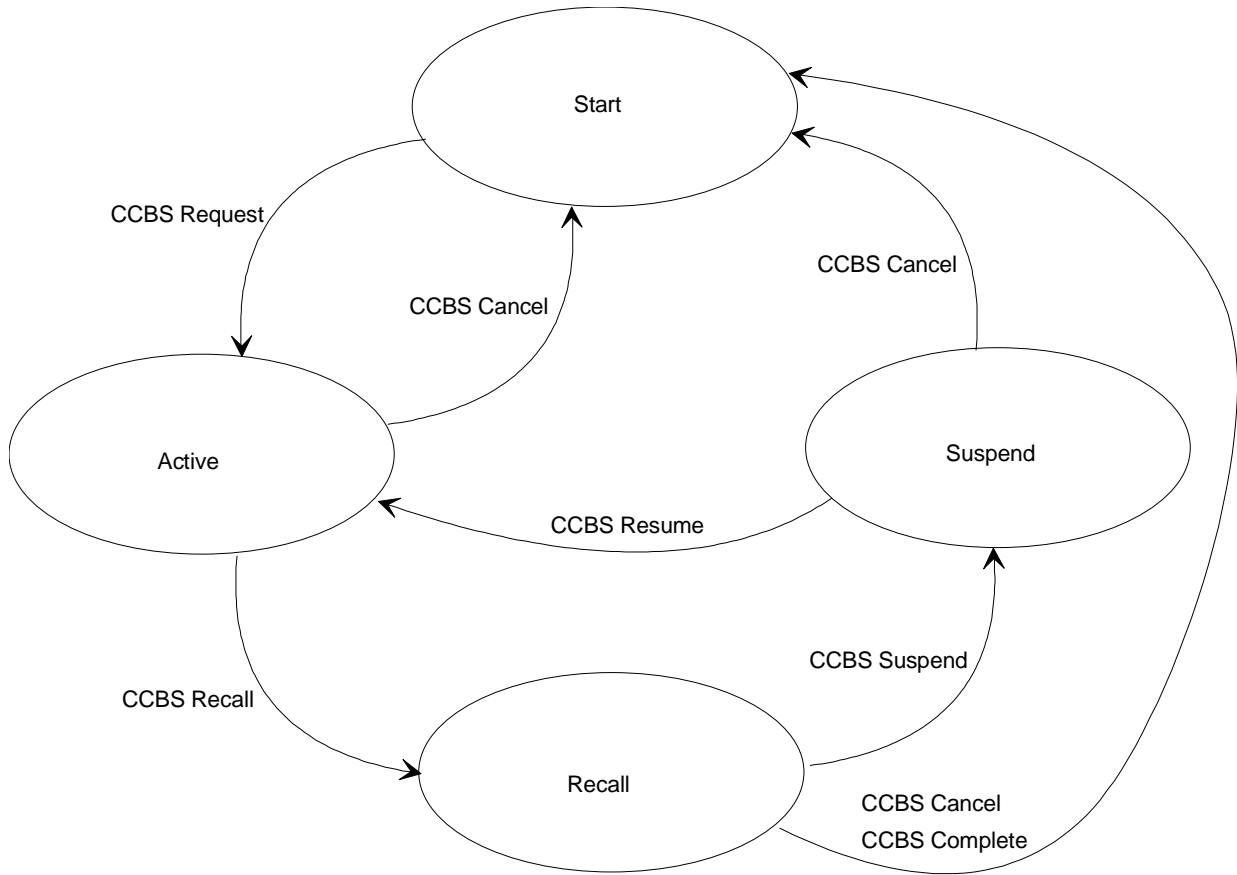 Start
CCBS Request
CCBS Cancel
CCBS Cancel
Active
Suspend
CCBS Resume
CCBS Suspend
CCBS Recall
Recall
CCBS Cancel
CCBS Complete